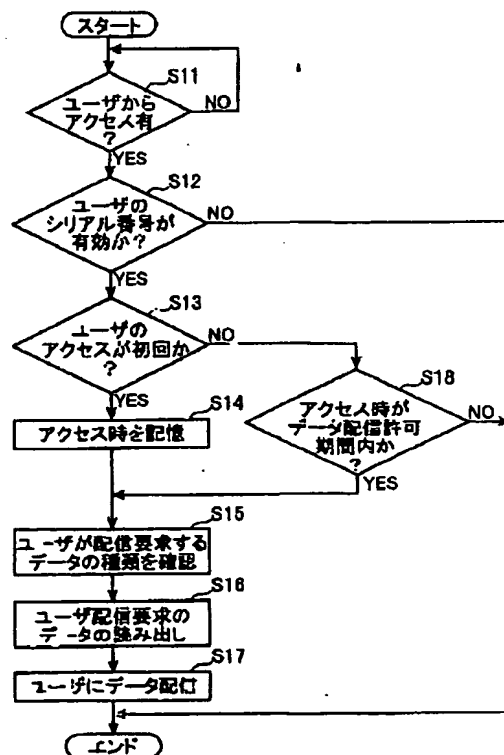 スタート
S11
ユーザから
アクセス有
?
NO
YES
S12
ユーザの
シリアル番号が
有効か?
NO
YES
S13
ユーザの
アクセスが初回か
?
NO
YES
S14
アクセス時を記憶
S18
アクセス時が
データ配信許可
期間内か
?
NO
YES
S15
ユーザが配信要求する
データの種類を確認
S16
ユーザ配信要求の
データの読み出し
S17
ユーザにデータ配信
エンド